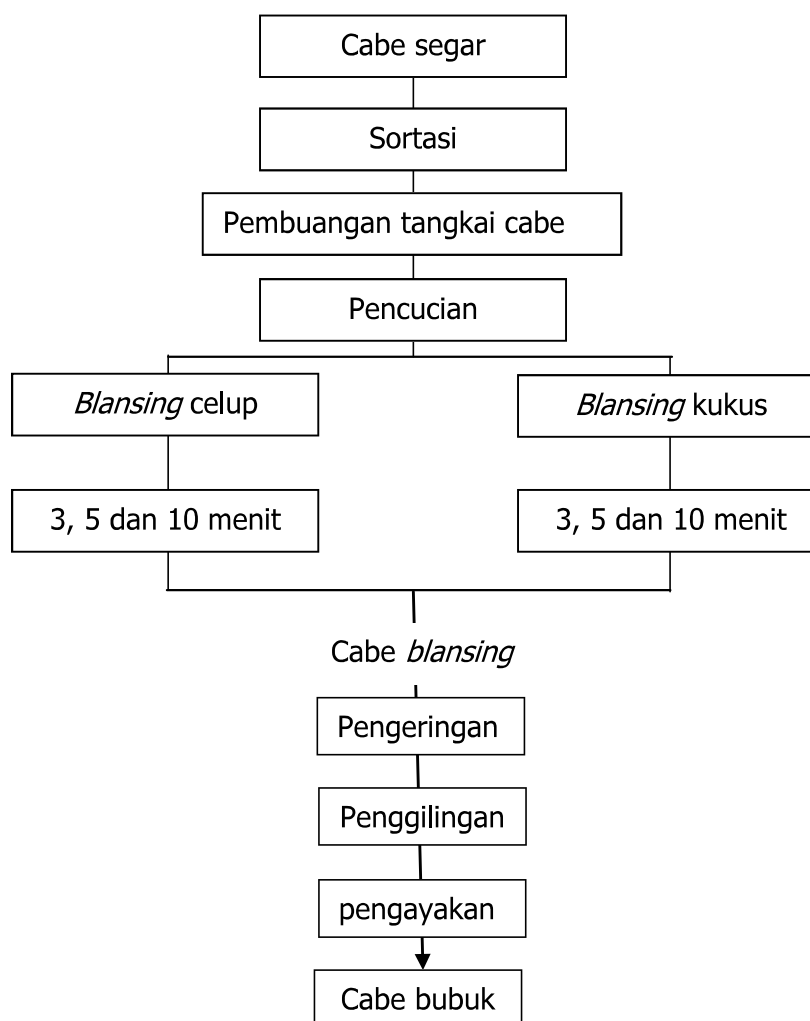 Cabe segar
Sortasi
Pembuangan tangkai cabe
Pencucian
Blansing celup
Blansing kukus
3, 5 dan 10 menit
3, 5 dan 10 menit
Cabe blansing
Pengeringan
Penggilingan
pengayakan
Cabe bubuk